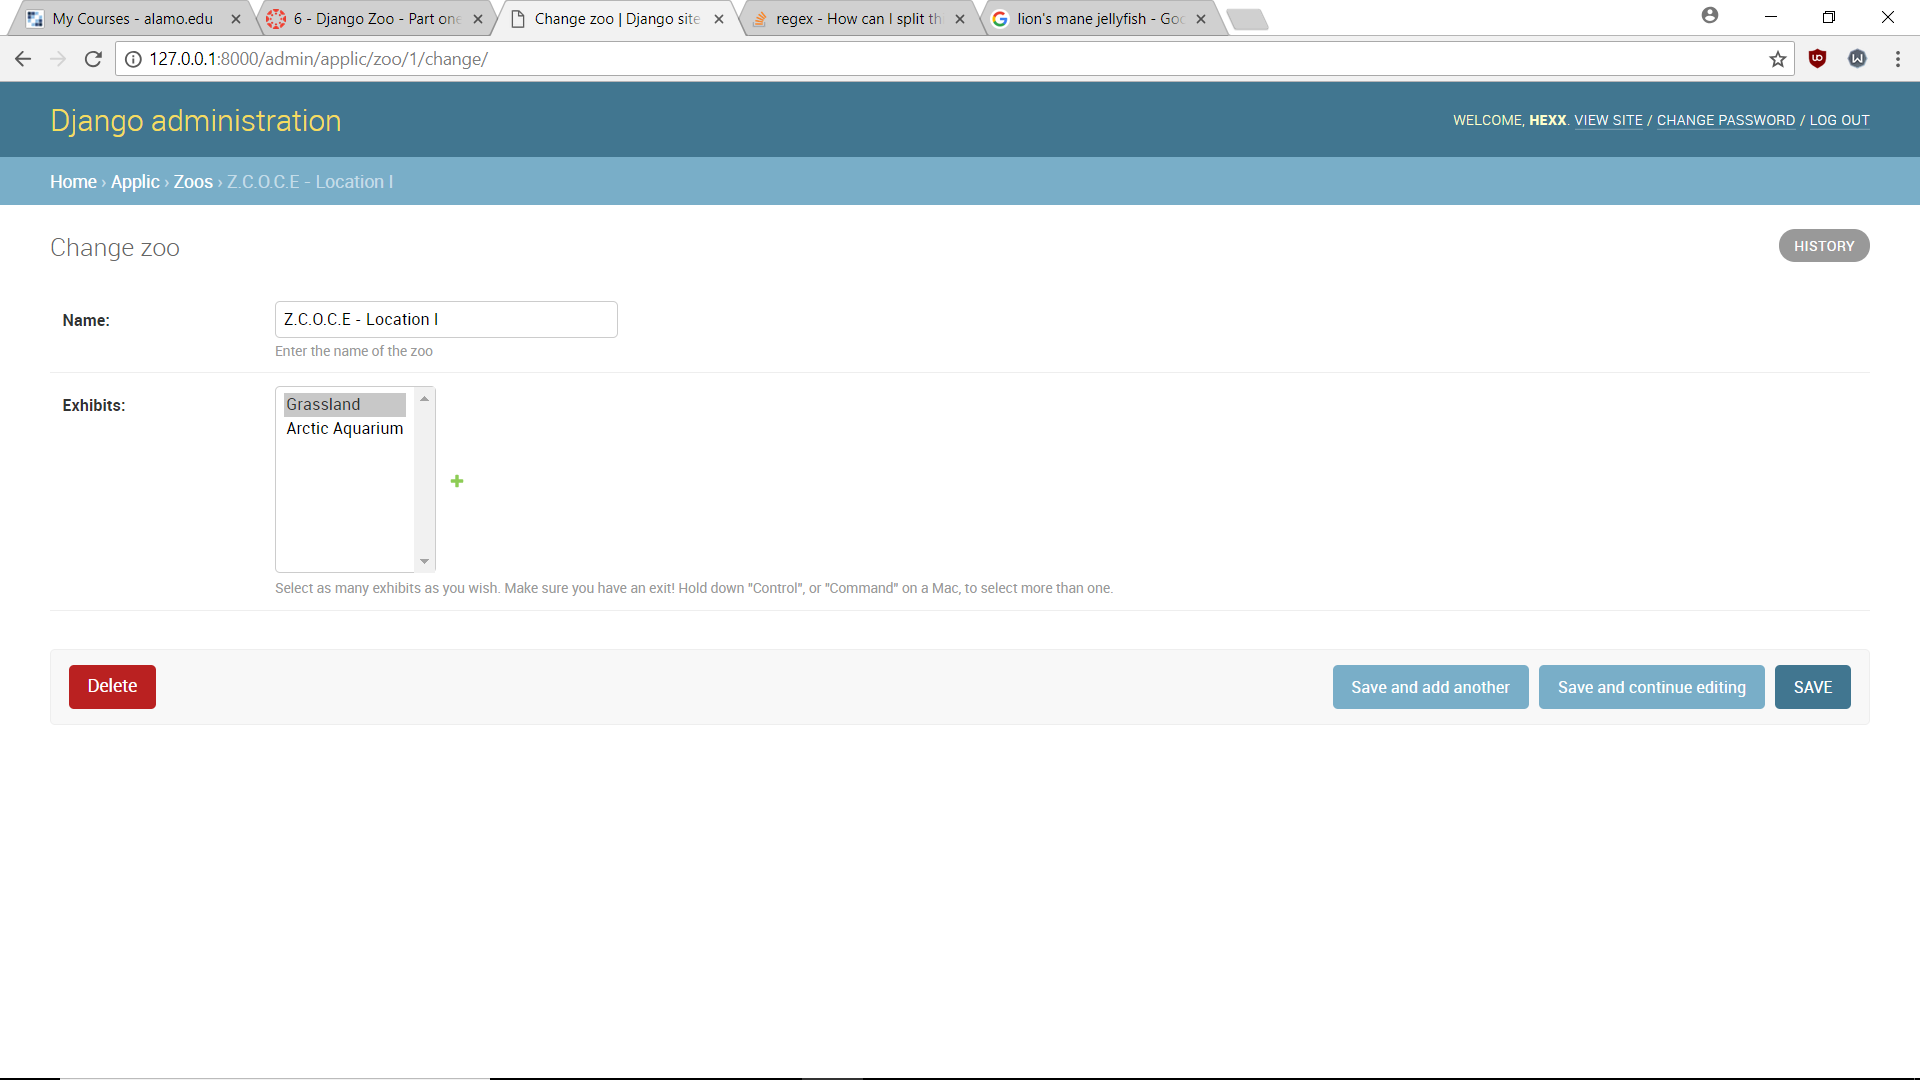 My Courses - alamo.edu
6 - Django Zoo - Part one
Change zoo | Django site
regex - How can I split th
lion's mane jellyfish - Goo
127.0.0.1:8000/admin/applic/zoo/1/change/
Django administration
WELCOME, HEXX. VIEW SITE / CHANGE PASSWORD / LOG OUT
Home › Applic › Zoos › Z.C.O.C.E - Location I
Change zoo
HISTORY
Name:
Z.C.O.C.E - Location I
Enter the name of the zoo
Exhibits:
Grassland
Arctic Aquarium
Select as many exhibits as you wish. Make sure you have an exit! Hold down "Control", or "Command" on a Mac, to select more than one.
Delete
Save and add another
Save and continue editing
SAVE